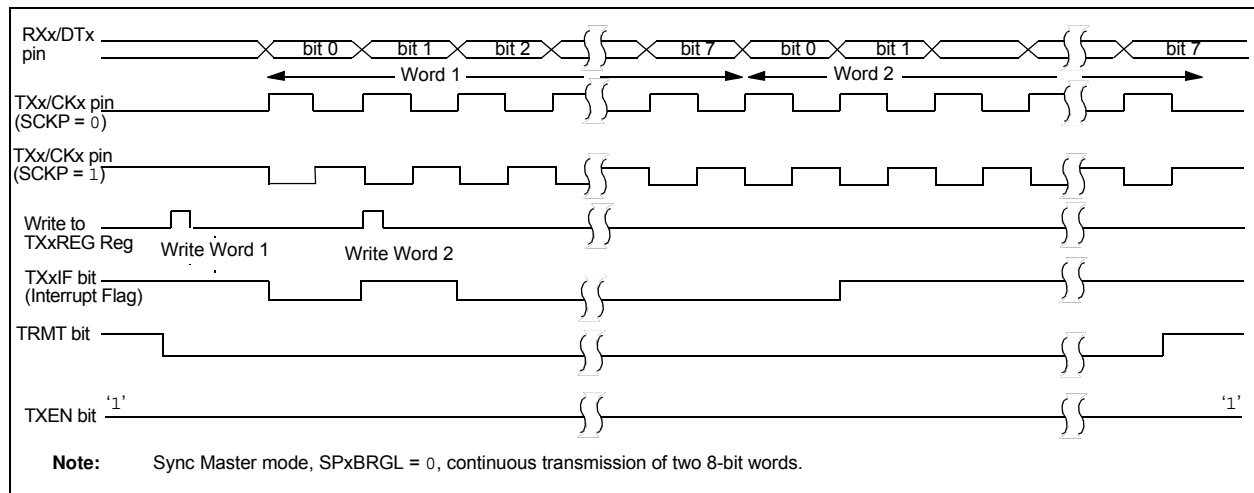 RXx/DTx
pin
bit 0 bit 1 bit 2 bit 7 bit 0 bit 1 bit 7
Word 1 Word 2
TXx/CKx pin
(SCKP = 0)
TXx/CKx pin
(SCKP = 1)
Write to
TXxREG Reg
Write Word 1 Write Word 2
TXxIF bit
(Interrupt Flag)
TRMT bit
TXEN bit
‘1’ ‘1’
Note: Sync Master mode, SPxBRGL = 0, continuous transmission of two 8-bit words.